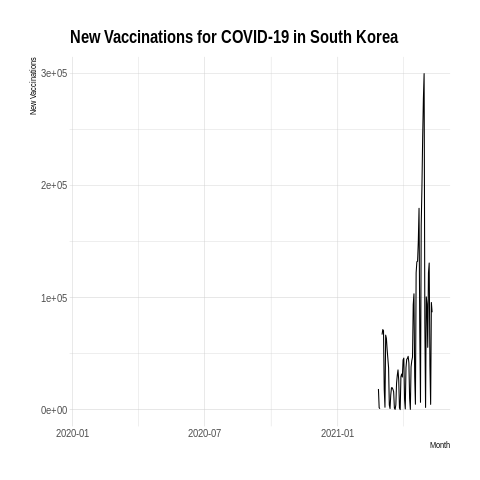 New Vaccinations for COVID-19 in South Korea
New Vaccinations
3e+05
2e+05
1e+05
0e+00
2020-01
2020-07
2021-01
Month